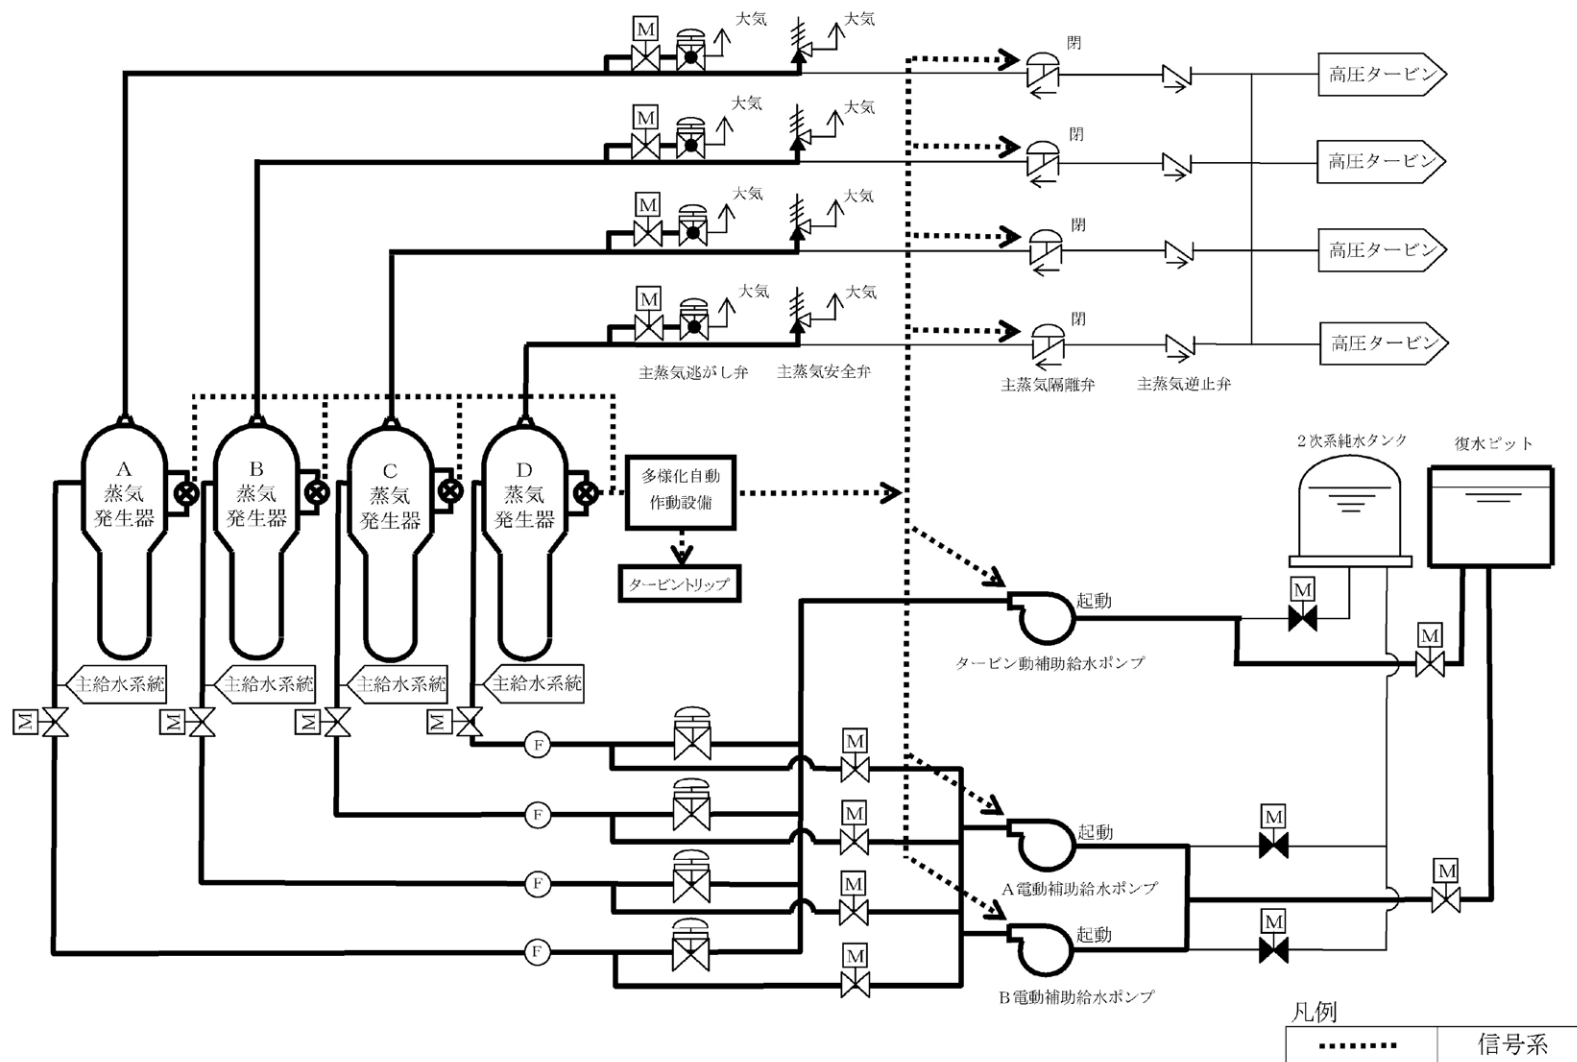 M
大気
大気
閉
高圧タービン
M
大気
大気
閉
高圧タービン
M
大気
大気
閉
高圧タービン
M
大気
大気
閉
高圧タービン
主蒸気逃がし弁
主蒸気安全弁
主蒸気隔離弁
主蒸気逆止弁
A
蒸気
発生器
B
蒸気
発生器
C
蒸気
発生器
D
蒸気
発生器
多様化自動
作動設備
タービントリップ
2次系純水タンク
復水ピット
M
M
起動
タービン動補助給水ポンプ
主給水系統
主給水系統
主給水系統
主給水系統
M
M
M
M
F
M
F
M
起動
M
A電動補助給水ポンプ
M
F
M
起動
M
F
M
B電動補助給水ポンプ
凡例
信号系